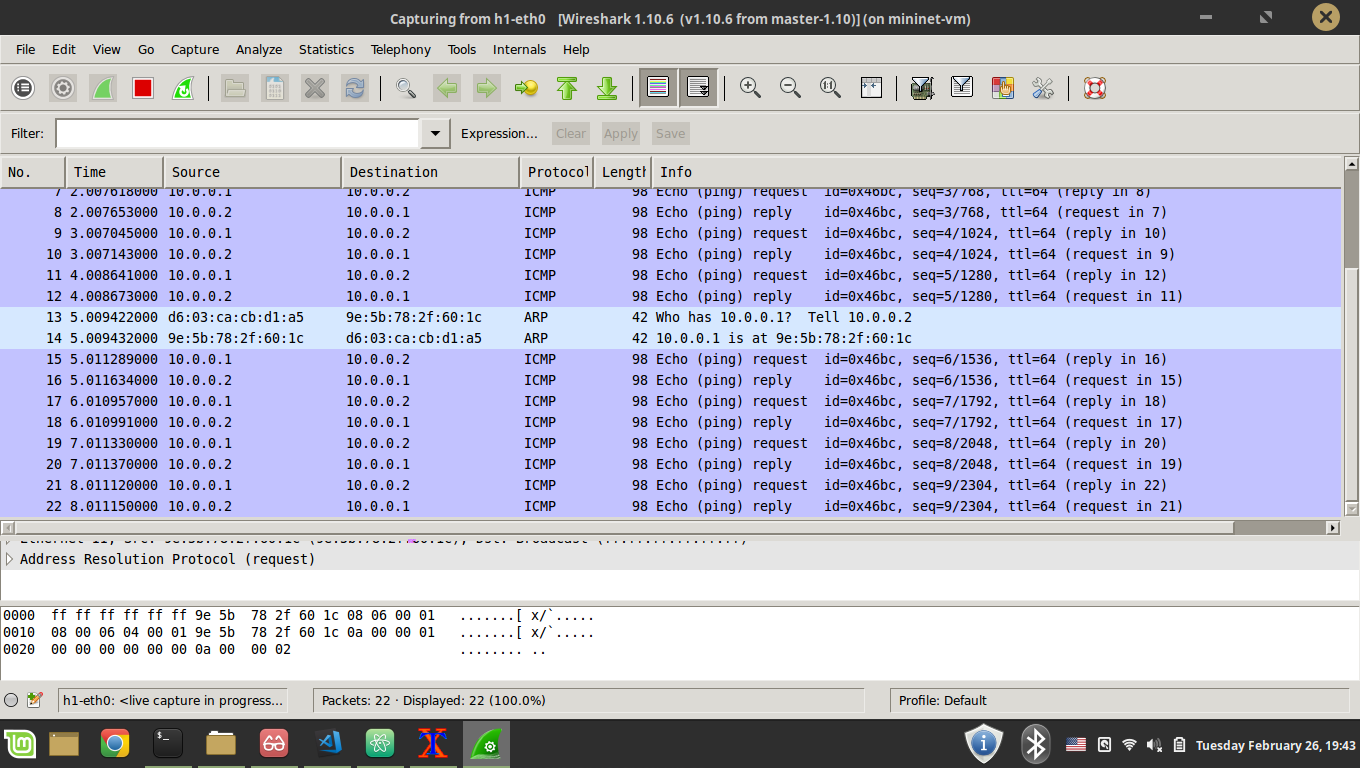 Capturing from h1-eth0 [Wireshark 1.10.6 (v1.10.6 from master-1.10)] (on mininet-vm)
File Edit View Go Capture Analyze Statistics Telephony Tools Internals Help
Filter: Expression... Clear Apply Save
No. Time Source Destination Protocol Length Info
7 2.007618000 10.0.0.1 10.0.0.2 ICMP 98 Echo (ping) request id=0x46bc, seq=3/768, ttl=64 (reply in 8)
8 2.007653000 10.0.0.2 10.0.0.1 ICMP 98 Echo (ping) reply id=0x46bc, seq=3/768, ttl=64 (request in 7)
9 3.007045000 10.0.0.1 10.0.0.2 ICMP 98 Echo (ping) request id=0x46bc, seq=4/1024, ttl=64 (reply in 10)
10 3.007143000 10.0.0.2 10.0.0.1 ICMP 98 Echo (ping) reply id=0x46bc, seq=4/1024, ttl=64 (request in 9)
11 4.008641000 10.0.0.1 10.0.0.2 ICMP 98 Echo (ping) request id=0x46bc, seq=5/1280, ttl=64 (reply in 12)
12 4.008673000 10.0.0.2 10.0.0.1 ICMP 98 Echo (ping) reply id=0x46bc, seq=5/1280, ttl=64 (request in 11)
13 5.009422000 d6:03:ca:cb:d1:a5 9e:5b:78:2f:60:1c ARP 42 Who has 10.0.0.1? Tell 10.0.0.2
14 5.009432000 9e:5b:78:2f:60:1c d6:03:ca:cb:d1:a5 ARP 42 10.0.0.1 is at 9e:5b:78:2f:60:1c
15 5.011289000 10.0.0.1 10.0.0.2 ICMP 98 Echo (ping) request id=0x46bc, seq=6/1536, ttl=64 (reply in 16)
16 5.011634000 10.0.0.2 10.0.0.1 ICMP 98 Echo (ping) reply id=0x46bc, seq=6/1536, ttl=64 (request in 15)
17 6.010957000 10.0.0.1 10.0.0.2 ICMP 98 Echo (ping) request id=0x46bc, seq=7/1792, ttl=64 (reply in 18)
18 6.010991000 10.0.0.2 10.0.0.1 ICMP 98 Echo (ping) reply id=0x46bc, seq=7/1792, ttl=64 (request in 17)
19 7.011330000 10.0.0.1 10.0.0.2 ICMP 98 Echo (ping) request id=0x46bc, seq=8/2048, ttl=64 (reply in 20)
20 7.011370000 10.0.0.2 10.0.0.1 ICMP 98 Echo (ping) reply id=0x46bc, seq=8/2048, ttl=64 (request in 19)
21 8.011120000 10.0.0.1 10.0.0.2 ICMP 98 Echo (ping) request id=0x46bc, seq=9/2304, ttl=64 (reply in 22)
22 8.011150000 10.0.0.2 10.0.0.1 ICMP 98 Echo (ping) reply id=0x46bc, seq=9/2304, ttl=64 (request in 21)
Address Resolution Protocol (request)
0000 ff ff ff ff ff ff 9e 5b 78 2f 60 1c 08 06 00 01 .......[ x/`.....
0010 08 00 06 04 00 01 9e 5b 78 2f 60 1c 0a 00 00 01 .......[ x/`.....
0020 00 00 00 00 00 00 0a 00 00 02 ........ ..
h1-eth0: <live capture in progress... Packets: 22 · Displayed: 22 (100.0%) Profile: Default
Tuesday February 26, 19:43